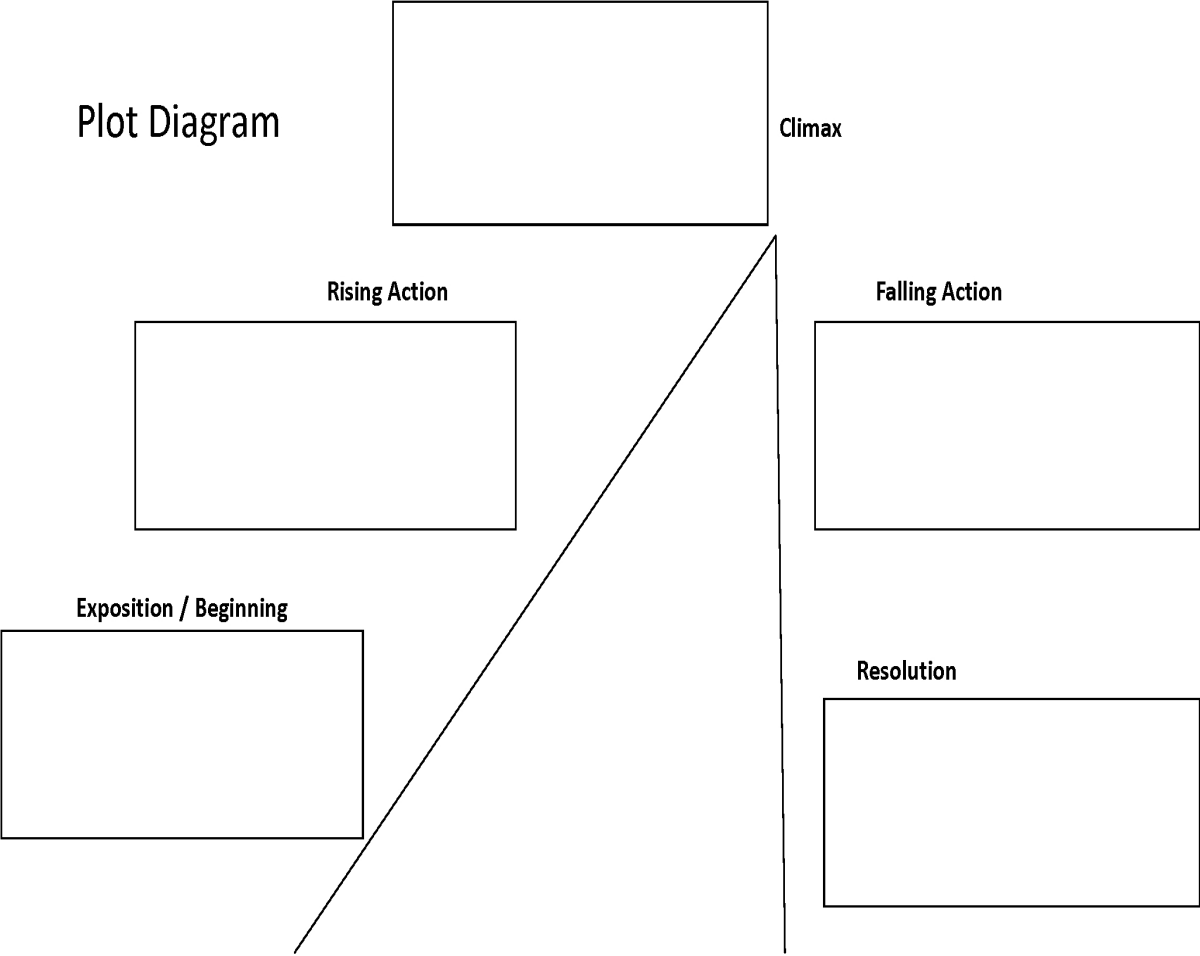 Plot Diagram
Climax
Rising Action
Falling Action
Exposition / Beginning
Resolution